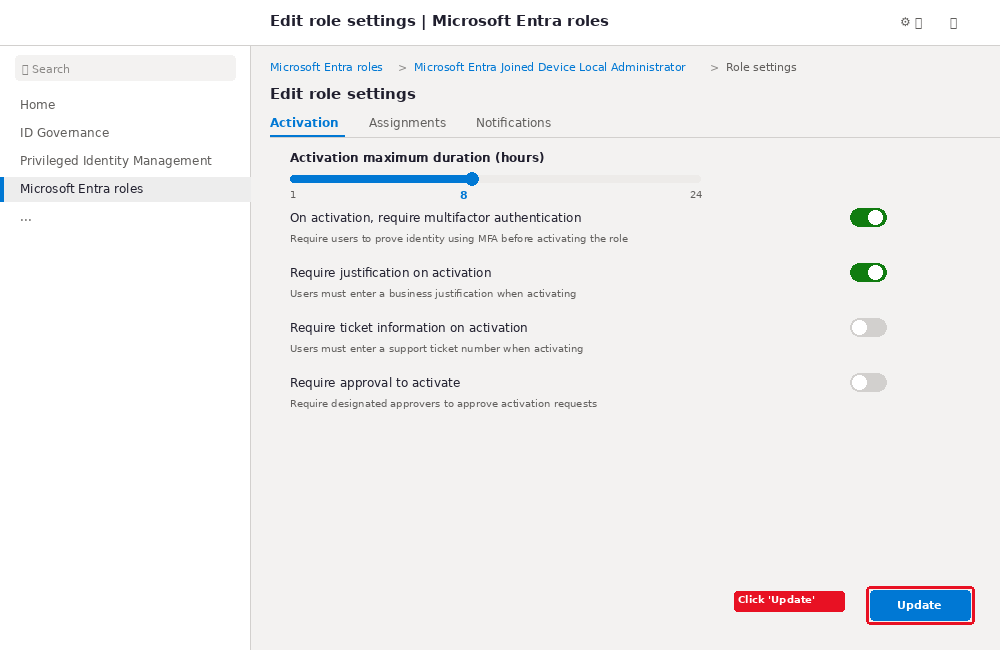 Edit role settings | Microsoft Entra roles
Search
Home
ID Governance
Privileged Identity Management
Microsoft Entra roles
...
Microsoft Entra roles > Microsoft Entra Joined Device Local Administrator > Role settings
Edit role settings
Activation Assignments Notifications
Activation maximum duration (hours)
1 8 24
On activation, require multifactor authentication
Require users to prove identity using MFA before activating the role
Require justification on activation
Users must enter a business justification when activating
Require ticket information on activation
Users must enter a support ticket number when activating
Require approval to activate
Require designated approvers to approve activation requests
Click 'Update'
Update